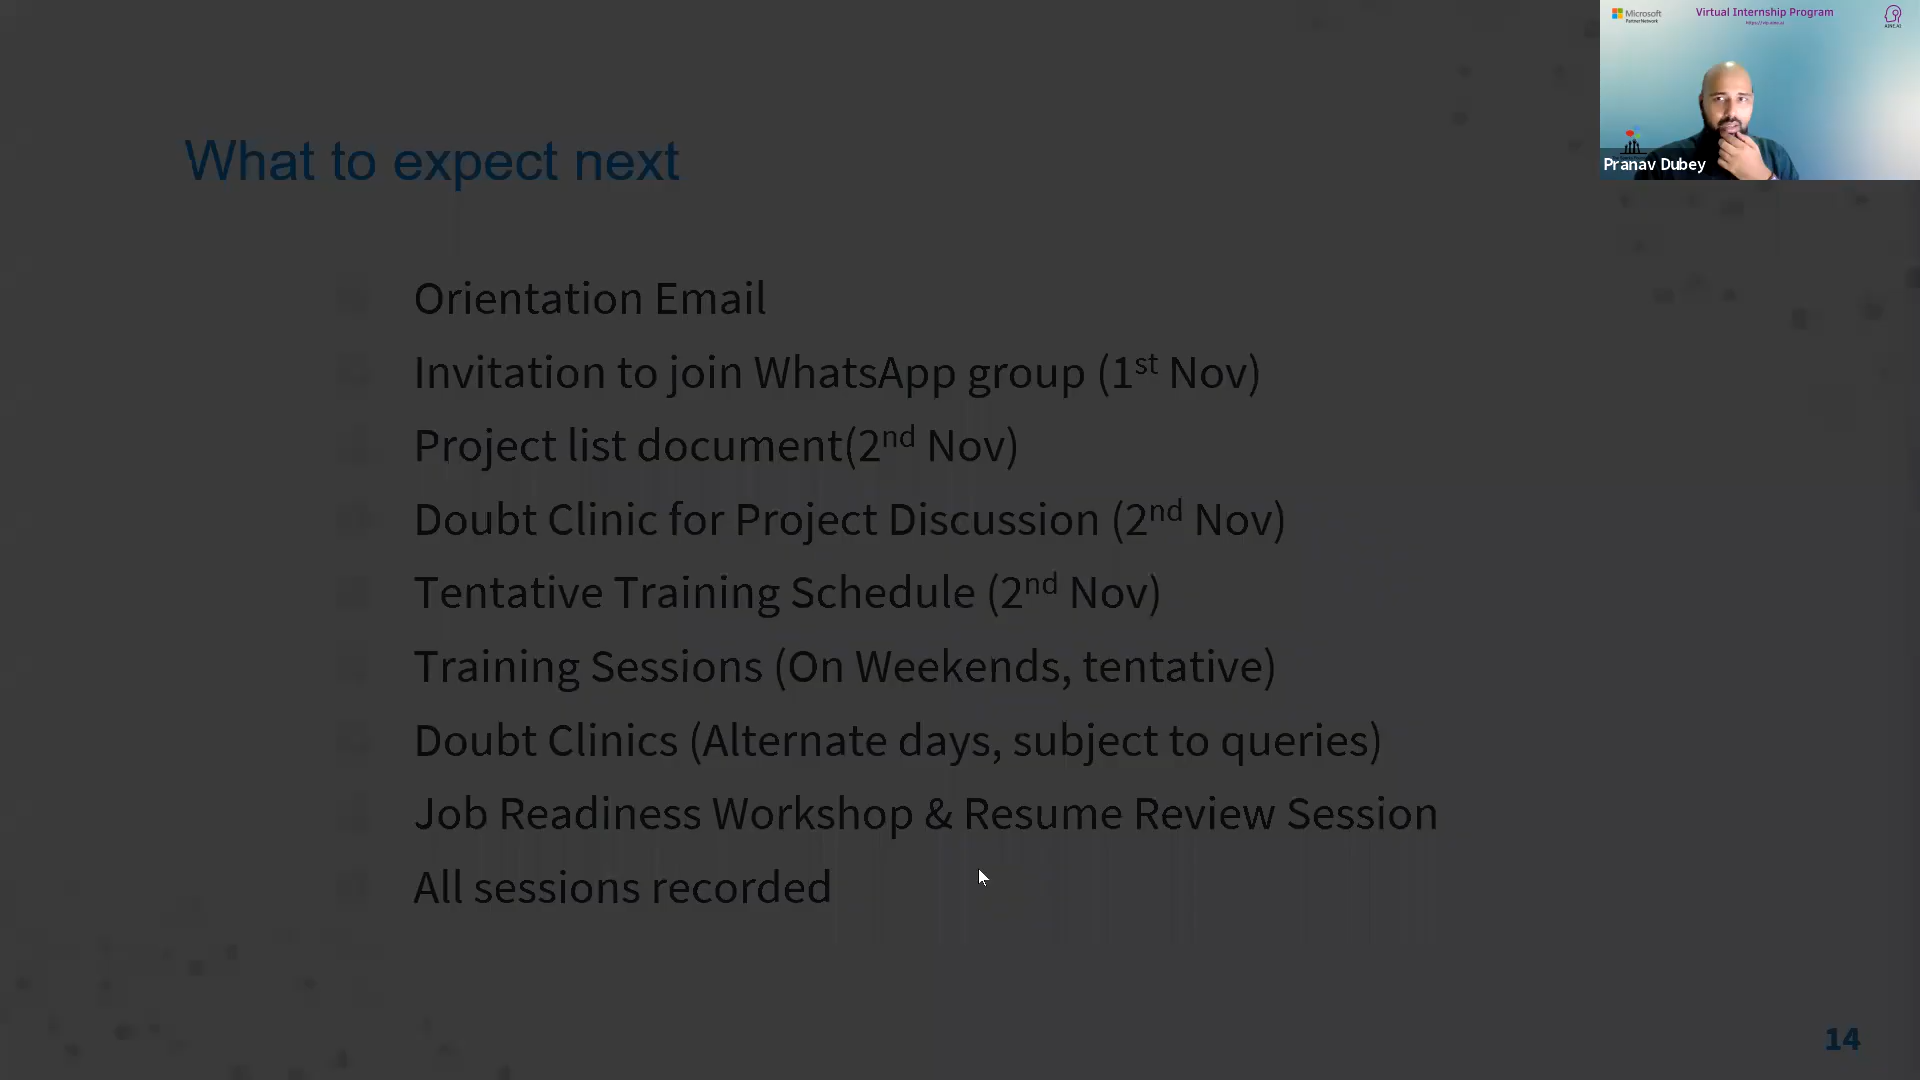 Microsoft
Partner Network
Virtual Internship Program
Pranav Dubey
What to expect next
Orientation Email
Invitation to join WhatsApp group (1st Nov)
Project list document(2nd Nov)
Doubt Clinic for Project Discussion (2nd Nov)
Tentative Training Schedule (2nd Nov)
Training Sessions (On Weekends, tentative)
Doubt Clinics (Alternate days, subject to queries)
Job Readiness Workshop & Resume Review Session
All sessions recorded
14